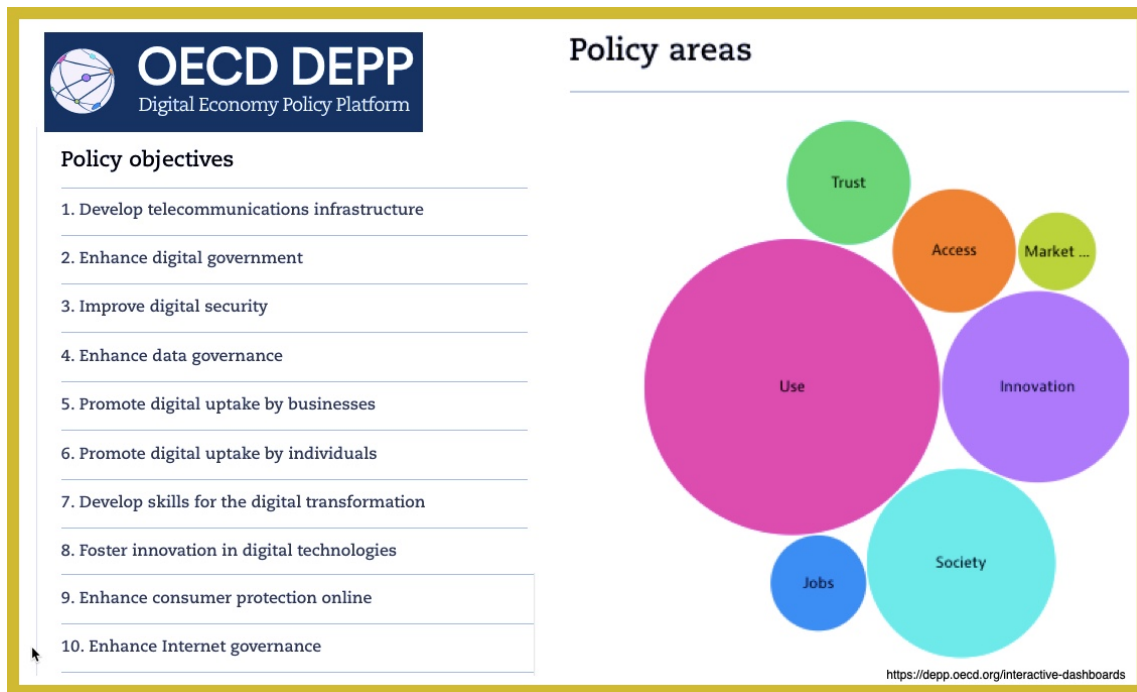 OECD DEPP
Digital Economy Policy Platform
Policy objectives
1. Develop telecommunications infrastructure
2. Enhance digital government
3. Improve digital security
4. Enhance data governance
5. Promote digital uptake by businesses
6. Promote digital uptake by individuals
7. Develop skills for the digital transformation
8. Foster innovation in digital technologies
9. Enhance consumer protection online
10. Enhance Internet governance
Policy areas
Trust
Access
Market ...
Use
Innovation
Society
Jobs
https://depp.oecd.org/interactive-dashboards